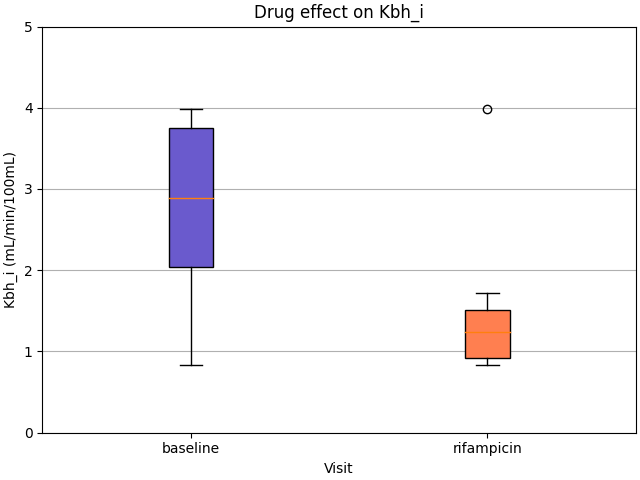 Drug effect on Kbh_i
Kbh_i (mL/min/100mL)
5
4
3
2
1
0
baseline
rifampicin
Visit